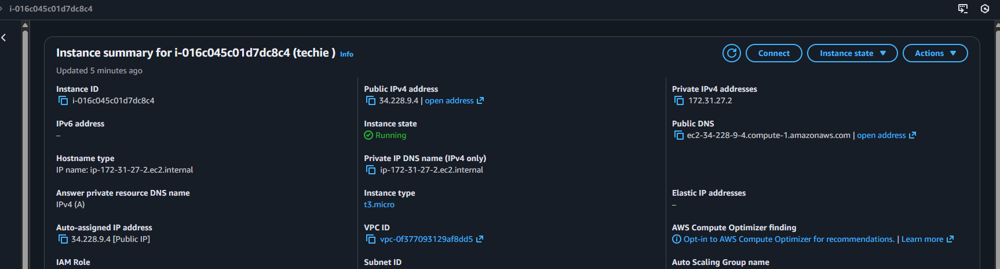 i-016c045c01d7dc8c4
Instance summary for i-016c045c01d7dc8c4 (techie ) Info
Connect
Instance state
Actions
Updated 5 minutes ago
Instance ID
i-016c045c01d7dc8c4
Public IPv4 address
34.228.9.4 | open address
Private IPv4 addresses
172.31.27.2
IPv6 address
–
Instance state
Running
Public DNS
ec2-34-228-9-4.compute-1.amazonaws.com | open address
Hostname type
IP name: ip-172-31-27-2.ec2.internal
Private IP DNS name (IPv4 only)
ip-172-31-27-2.ec2.internal
Answer private resource DNS name
IPv4 (A)
Instance type
t3.micro
Elastic IP addresses
–
Auto-assigned IP address
34.228.9.4 [Public IP]
VPC ID
vpc-0f377093129af8dd5
AWS Compute Optimizer finding
Opt-in to AWS Compute Optimizer for recommendations. | Learn more
IAM Role
Subnet ID
Auto Scaling Group name